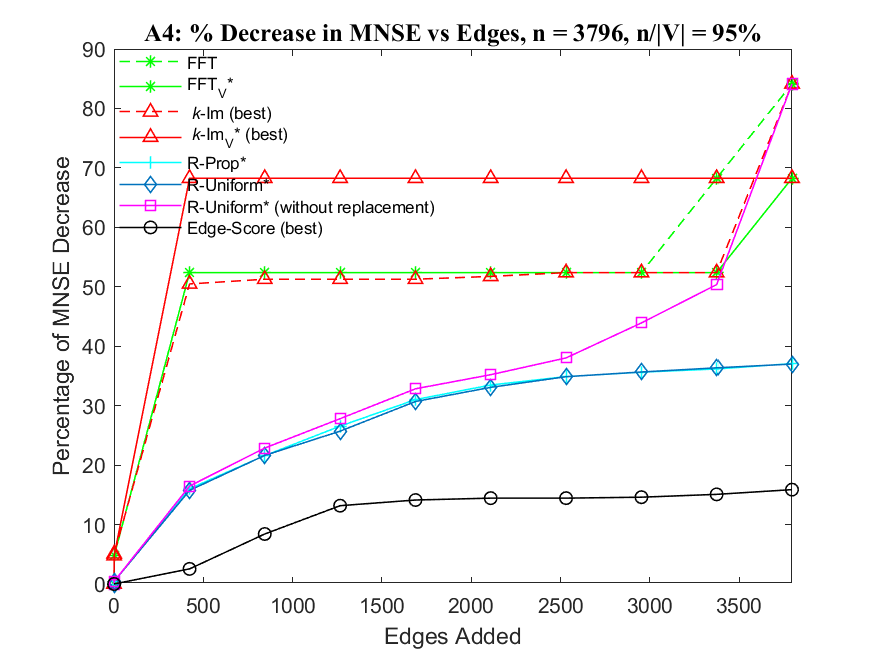 A4: % Decrease in MNSE vs Edges, n = 3796, n/|V| = 95%
90
80
70
60
50
40
30
20
10
0
Percentage of MNSE Decrease
FFT
FFTV*
k-Im (best)
k-ImV* (best)
R-Prop*
R-Uniform*
R-Uniform* (without replacement)
Edge-Score (best)
0 500 1000 1500 2000 2500 3000 3500
Edges Added